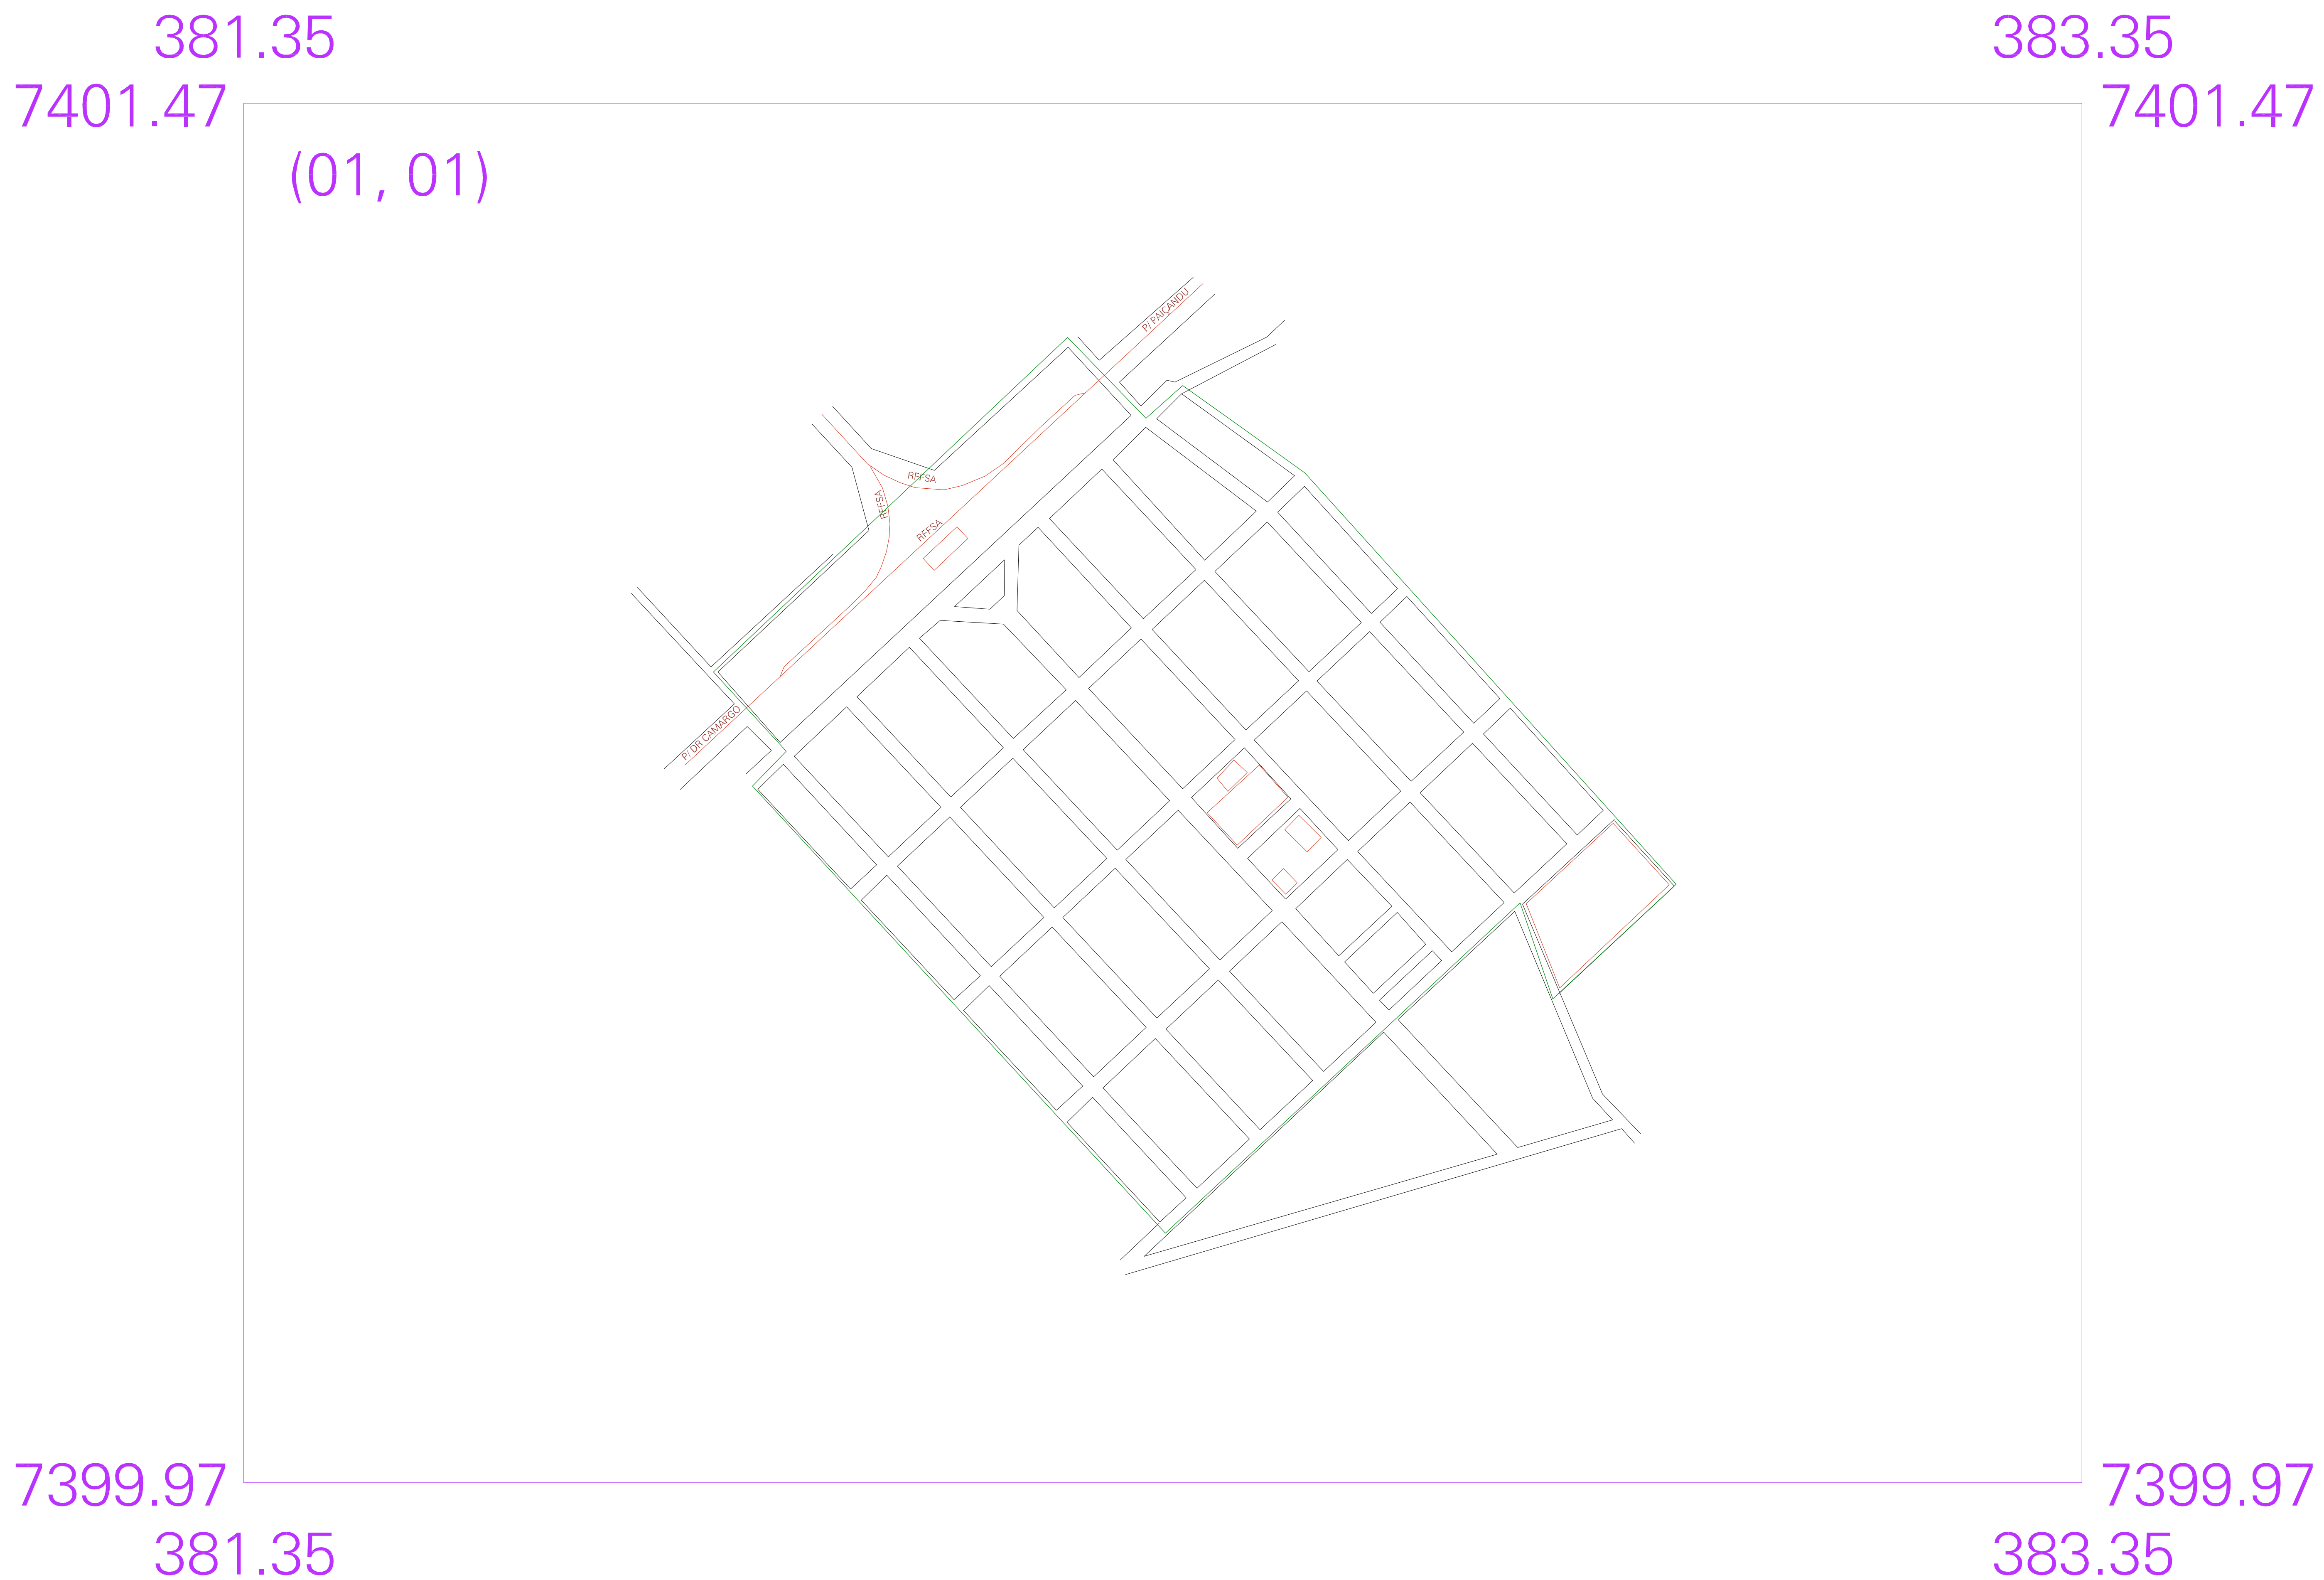 381.35
383.35
7401.47
7401.47
(01, 01)
P/ PAIÇANDU
RFFSA
RFFSA
RFFSA
P/ DR CAMARGO
7399.97
7399.97
381.35
383.35